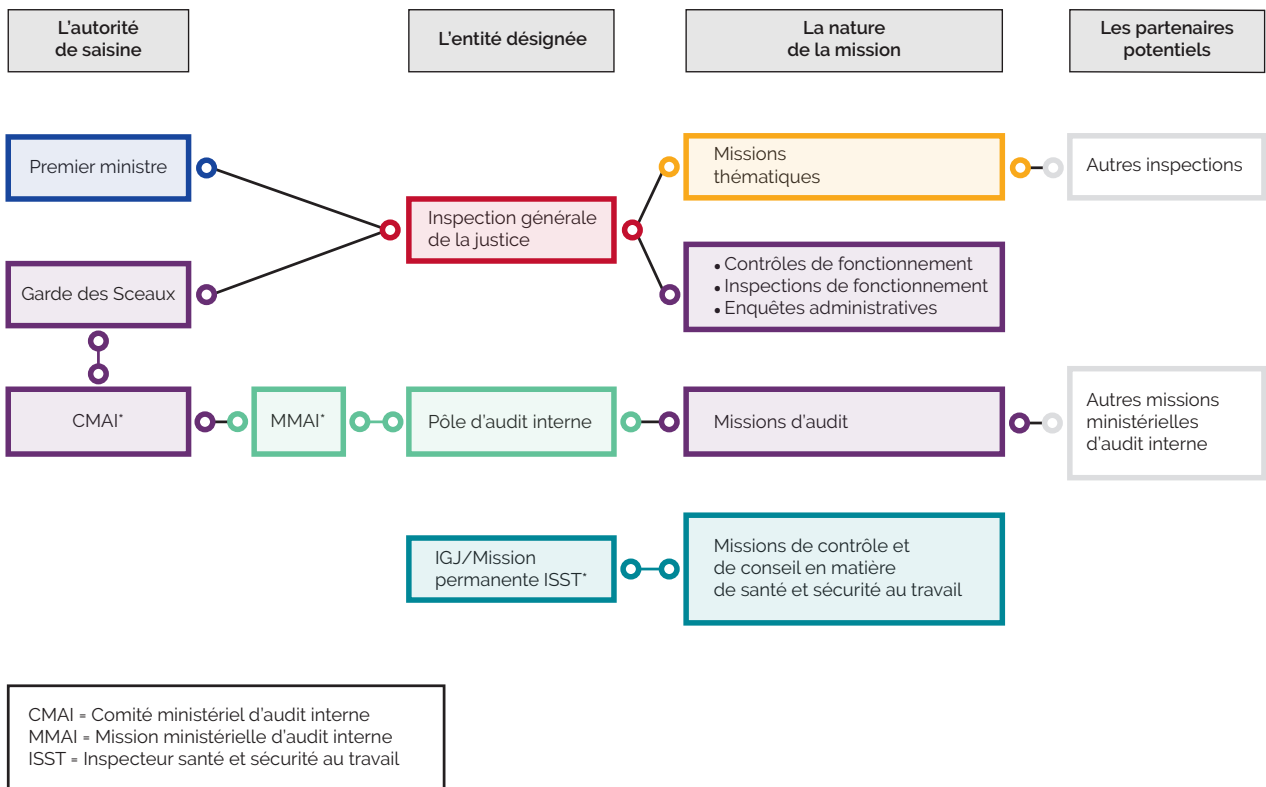 L'autorité
de saisine
L'entité désignée
La nature
de la mission
Les partenaires
potentiels
Premier ministre
Garde des Sceaux
Inspection générale
de la justice
Missions
thématiques
Autres inspections
• Contrôles de fonctionnement
• Inspections de fonctionnement
• Enquêtes administratives
CMAI*
MMAI*
Pôle d'audit interne
Missions d'audit
Autres missions
ministérielles
d'audit interne
IGJ/Mission
permanente ISST*
Missions de contrôle et
de conseil en matière
de santé et sécurité au travail
CMAI = Comité ministériel d'audit interne
MMAI = Mission ministérielle d'audit interne
ISST = Inspecteur santé et sécurité au travail